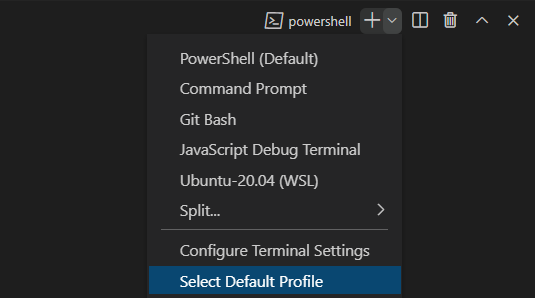 powershell
PowerShell (Default)
Command Prompt
Git Bash
JavaScript Debug Terminal
Ubuntu-20.04 (WSL)
Split...
Configure Terminal Settings
Select Default Profile